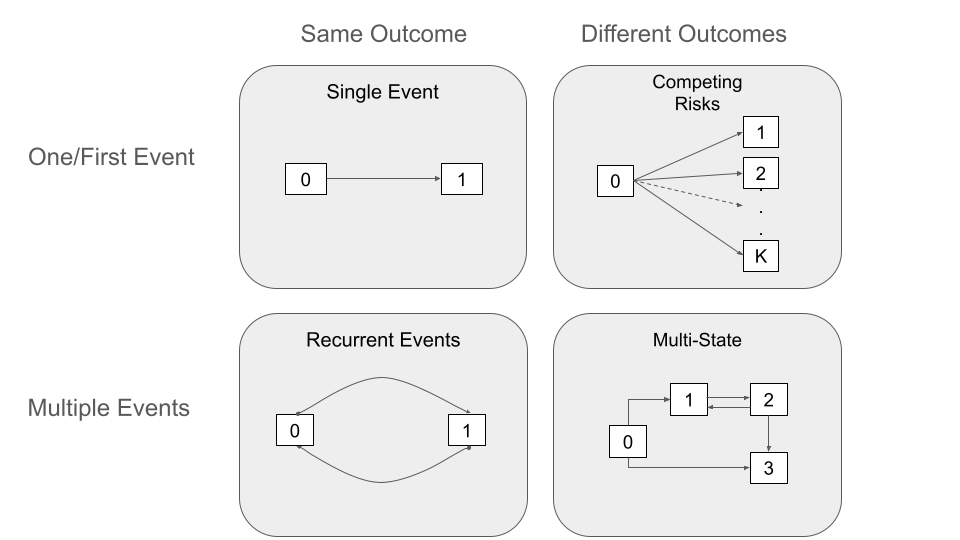 Same Outcome
Different Outcomes
One/First Event
Single Event
0
1
Competing
Risks
0
1
2
.
.
.
K
Multiple Events
Recurrent Events
0
1
Multi-State
0
1
2
3